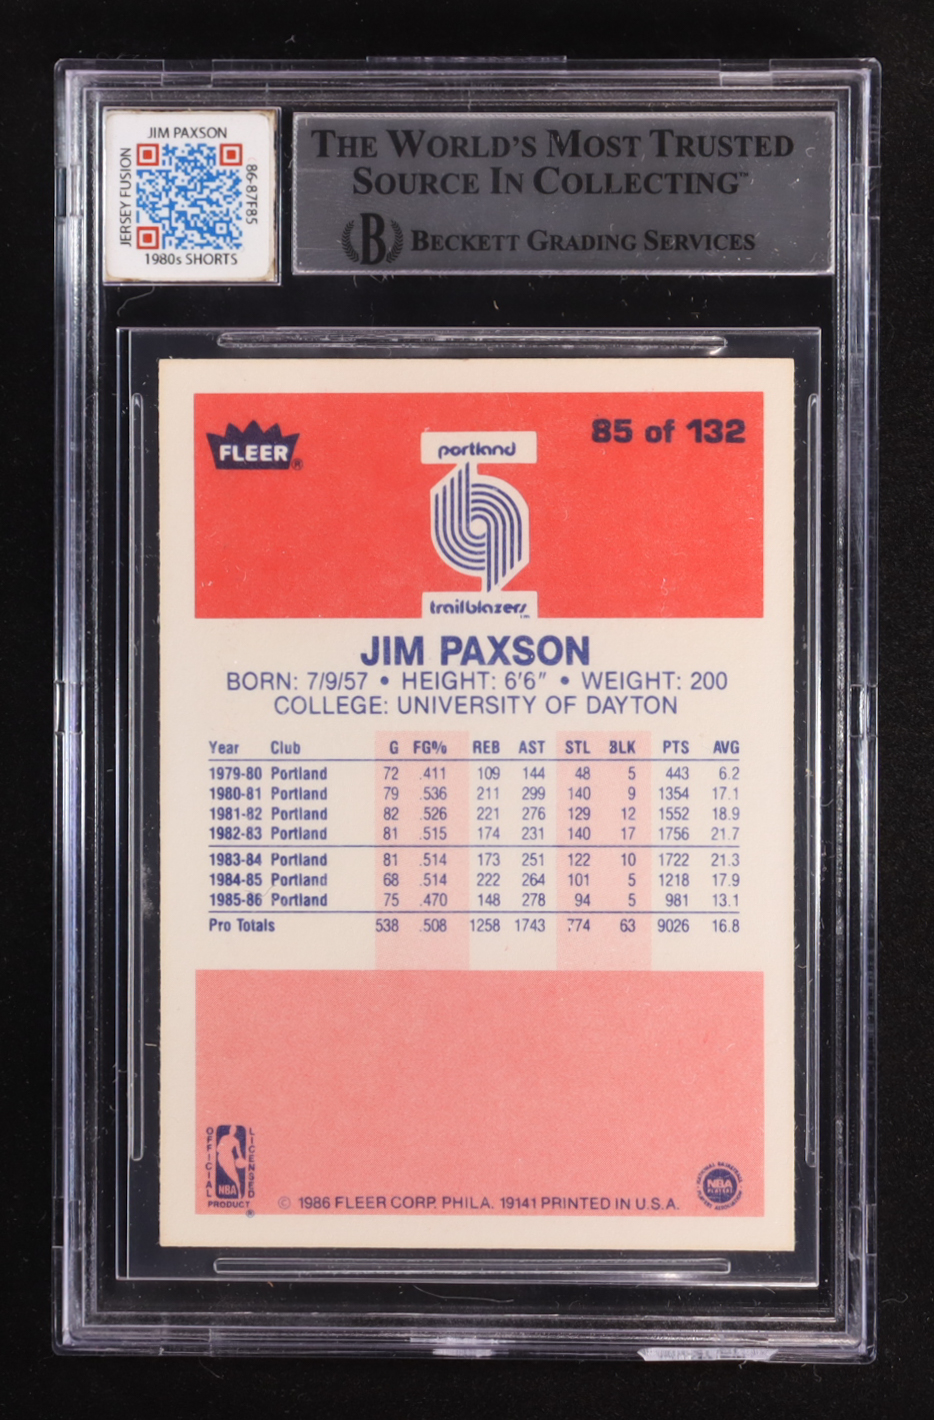 JIM PAXSON
JERSEY FUSION
86-87F85
1980s SHORTS
THE WORLD'S MOST TRUSTED
SOURCE IN COLLECTING™
B BECKETT GRADING SERVICES
FLEER®
85 of 132
portland
trailblazers
JIM PAXSON
BORN: 7/9/57 • HEIGHT: 6'6" • WEIGHT: 200
COLLEGE: UNIVERSITY OF DAYTON
Year Club G FG% REB AST STL BLK PTS AVG
1979-80 Portland 72 .411 109 144 48 5 443 6.2
1980-81 Portland 79 .536 211 299 140 9 1354 17.1
1981-82 Portland 82 .526 221 276 129 12 1552 18.9
1982-83 Portland 81 .515 174 231 140 17 1756 21.7
1983-84 Portland 81 .514 173 251 122 10 1722 21.3
1984-85 Portland 68 .514 222 264 101 5 1218 17.9
1985-86 Portland 75 .470 148 278 94 5 981 13.1
Pro Totals 538 .508 1258 1743 774 63 9026 16.8
OFFICIAL
LICENSED
NBA
PRODUCT®
© 1986 FLEER CORP. PHILA. 19141 PRINTED IN U.S.A.
NATIONAL BASKETBALL
NBA
PLAYERS
ASSOCIATION